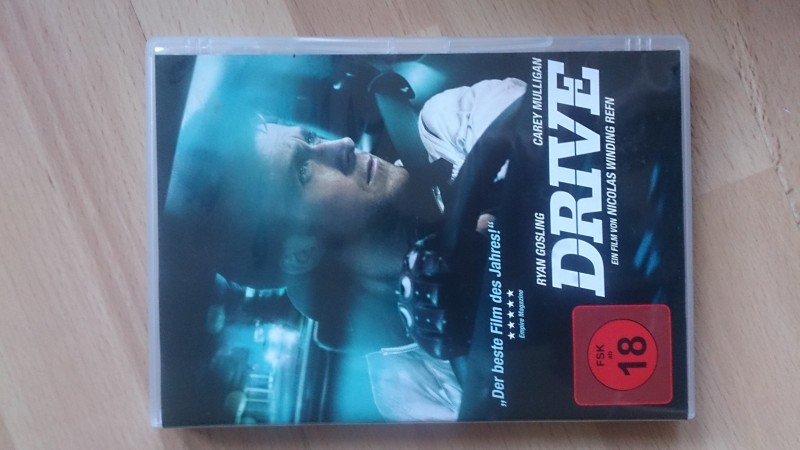 „Der beste Film des Jahres!"
★★★★★
Empire Magazine
RYAN GOSLING CAREY MULLIGAN
DRIVE
EIN FILM VON NICOLAS WINDING REFN
FSK
ab
18